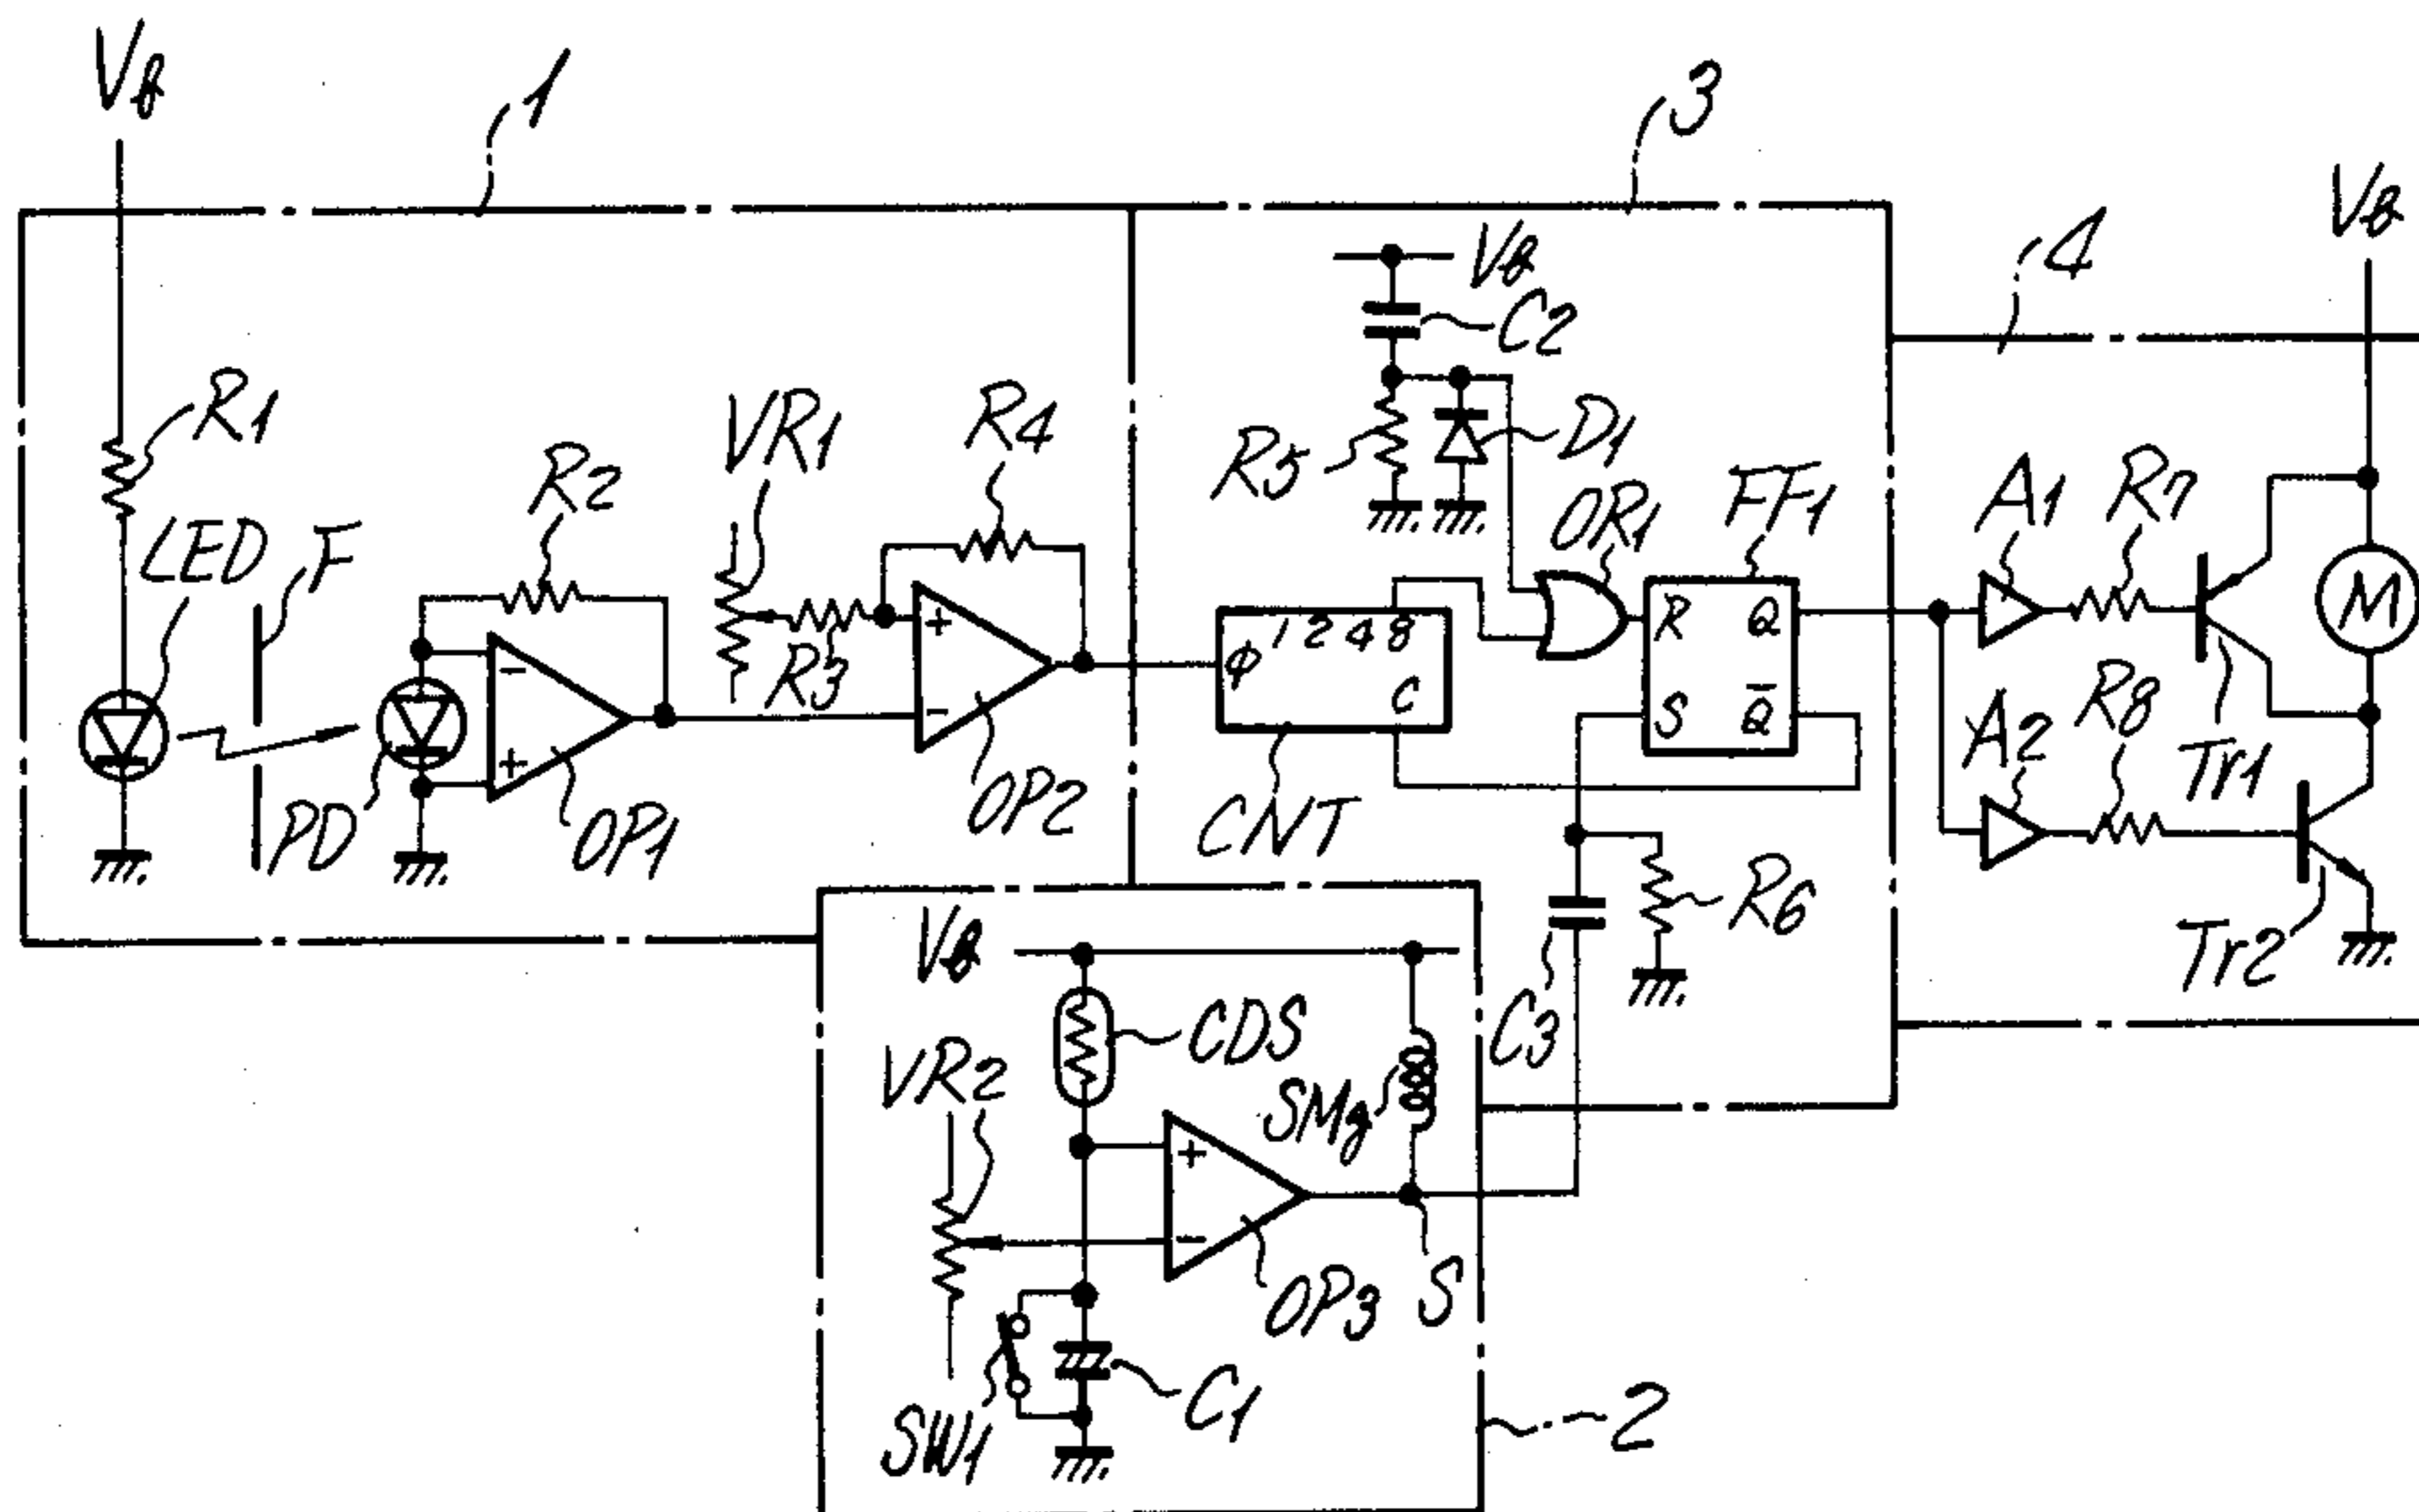 VB
1
3
VB
4
VB
C2
R1
VR1
R4
R5
D1
R2
OR1
FF1
A1
R7
LED
F
M
R
Q
+
φ
1 2 4 8
R3
R8
-
C
S
Q̄
-
A2
Tr1
+
PD
OP1
OP2
CNT
R6
Tr2
VB
CDS
C3
VR2
SMg
+
-
OP3
S
SW1
C1
2